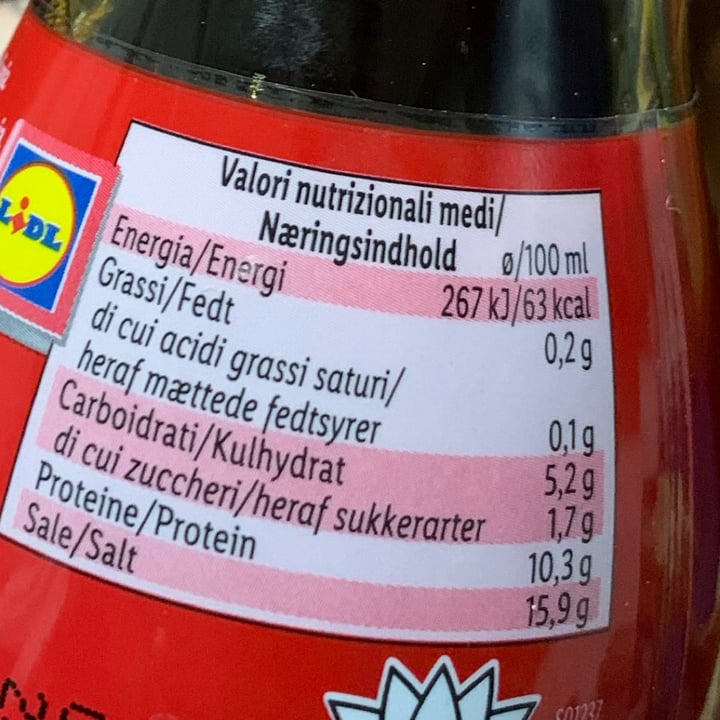 LIDL
Valori nutrizionali medi/
Næringsindhold ø/100 ml
Energia/Energi 267 kJ/63 kcal
Grassi/Fedt 0,2 g
di cui acidi grassi saturi/
heraf mættede fedtsyrer 0,1 g
Carboidrati/Kulhydrat 5,2 g
di cui zuccheri/heraf sukkerarter 1,7 g
Proteine/Protein 10,3 g
Sale/Salt 15,9 g